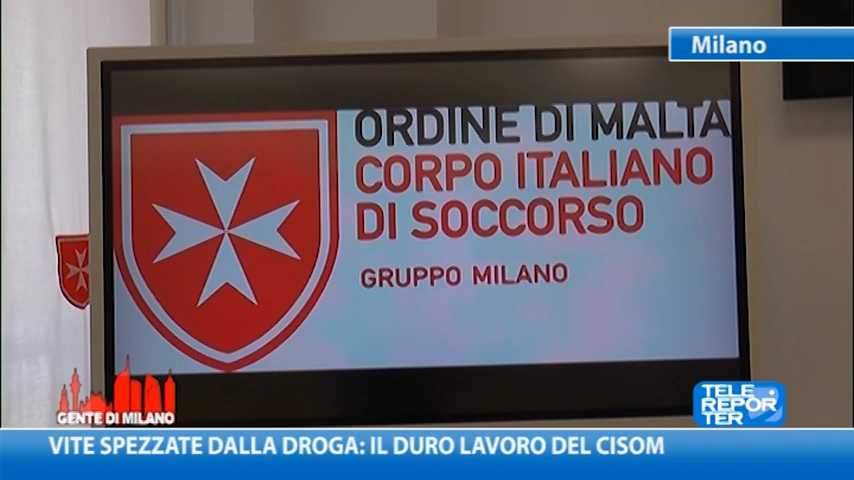 Milano
ORDINE DI MALTA
CORPO ITALIANO
DI SOCCORSO
GRUPPO MILANO
GENTE DI MILANO
TELE
REPOR
TER
VITE SPEZZATE DALLA DROGA: IL DURO LAVORO DEL CISOM